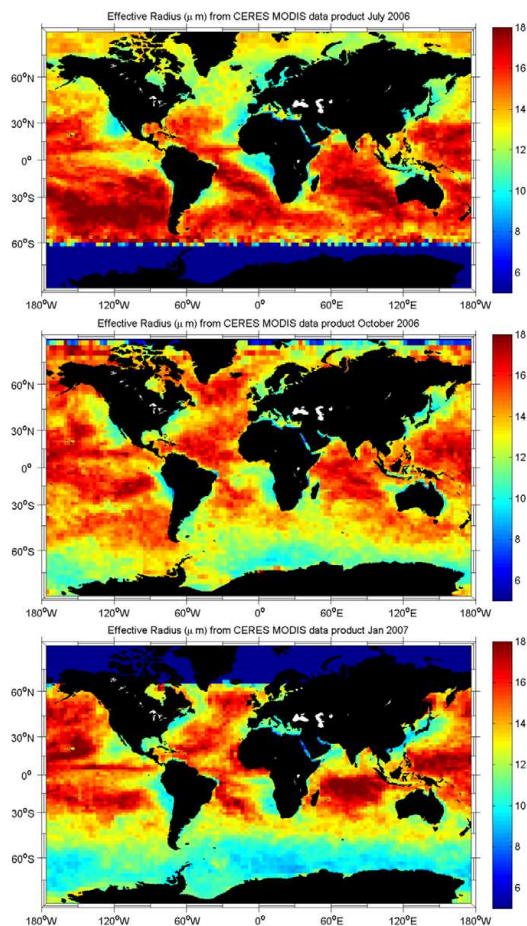 Effective Radius (μ m) from CERES MODIS data product July 2006
60°N
30°N
0°
30°S
60°S
180°W 120°W 60°W 0° 60°E 120°E 180°W
18
16
14
12
10
8
6
Effective Radius (μ m) from CERES MODIS data product October 2006
60°N
30°N
0°
30°S
60°S
180°W 120°W 60°W 0° 60°E 120°E 180°W
18
16
14
12
10
8
6
Effective Radius (μ m) from CERES MODIS data product Jan 2007
60°N
30°N
0°
30°S
60°S
180°W 120°W 60°W 0° 60°E 120°E 180°W
18
16
14
12
10
8
6